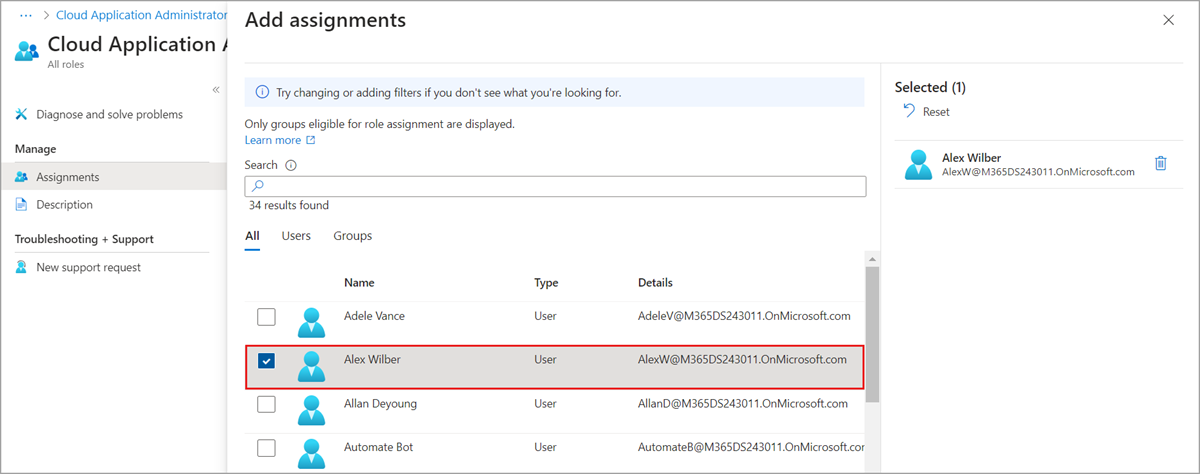 ··· > Cloud Application Administrator
Cloud Application A
All roles
«
Diagnose and solve problems
Manage
Assignments
Description
Troubleshooting + Support
New support request
Add assignments
Try changing or adding filters if you don't see what you're looking for.
Only groups eligible for role assignment are displayed.
Learn more
Search
34 results found
All Users Groups
Name Type Details
Adele Vance User AdeleV@M365DS243011.OnMicrosoft.com
Alex Wilber User AlexW@M365DS243011.OnMicrosoft.com
Allan Deyoung User AllanD@M365DS243011.OnMicrosoft.com
Automate Bot User AutomateB@M365DS243011.OnMicrosoft.cor
Selected (1)
Reset
Alex Wilber
AlexW@M365DS243011.OnMicrosoft.com